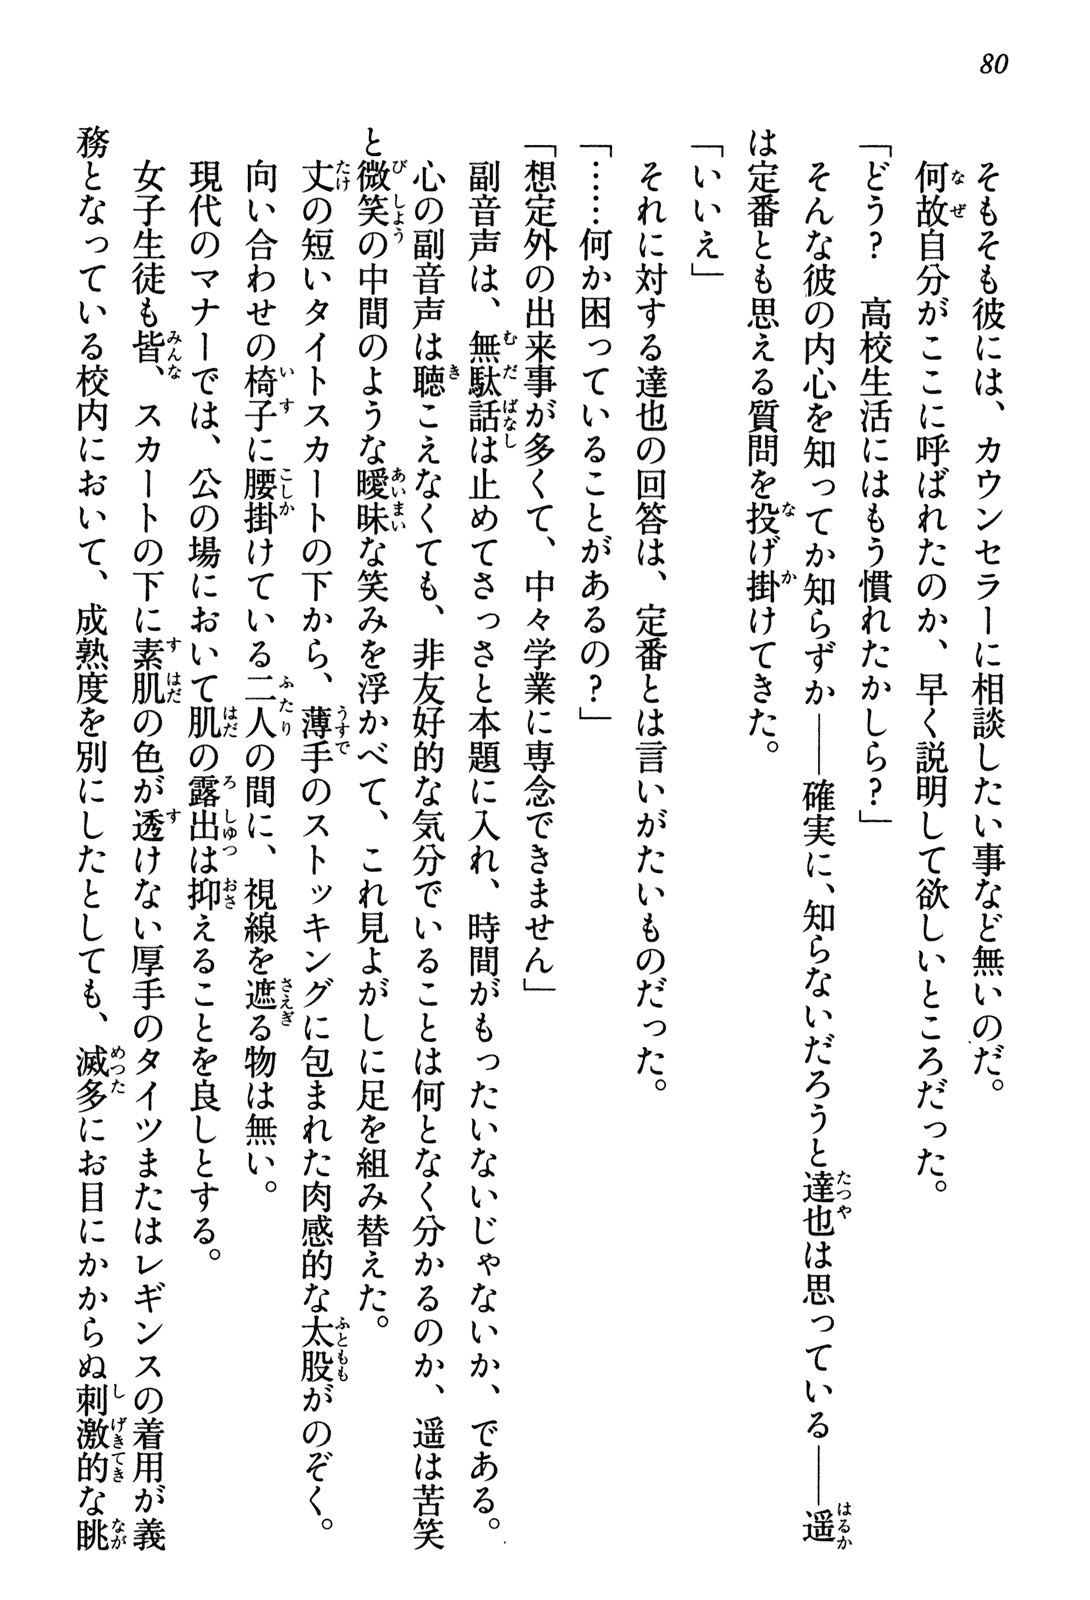 80
そもそも彼には、カウンセラーに相談したい事など無いのだ。
何故自分がここに呼ばれたのか、早く説明して欲しいところだった。
「どう？　高校生活にはもう慣れたかしら？」
そんな彼の内心を知ってか知らずか――確実に、知らないだろうと達也は思っている――遥
は定番とも思える質問を投げ掛けてきた。
「いいえ」
それに対する達也の回答は、定番とは言いがたいものだった。
「……何か困っていることがあるの？」
「想定外の出来事が多くて、中々学業に専念できません」
副音声は、無駄話は止めてさっさと本題に入れ、時間がもったいないじゃないか、である。
心の副音声は聴こえなくても、非友好的な気分でいることは何となく分かるのか、遥は苦笑
と微笑の中間のような曖昧な笑みを浮かべて、これ見よがしに足を組み替えた。
丈の短いタイトスカートの下から、薄手のストッキングに包まれた肉感的な太股がのぞく。
向い合わせの椅子に腰掛けている二人の間に、視線を遮る物は無い。
現代のマナーでは、公の場において肌の露出は抑えることを良しとする。
女子生徒も皆、スカートの下に素肌の色が透けない厚手のタイツまたはレギンスの着用が義
務となっている校内において、成熟度を別にしたとしても、滅多にお目にかからぬ刺激的な眺